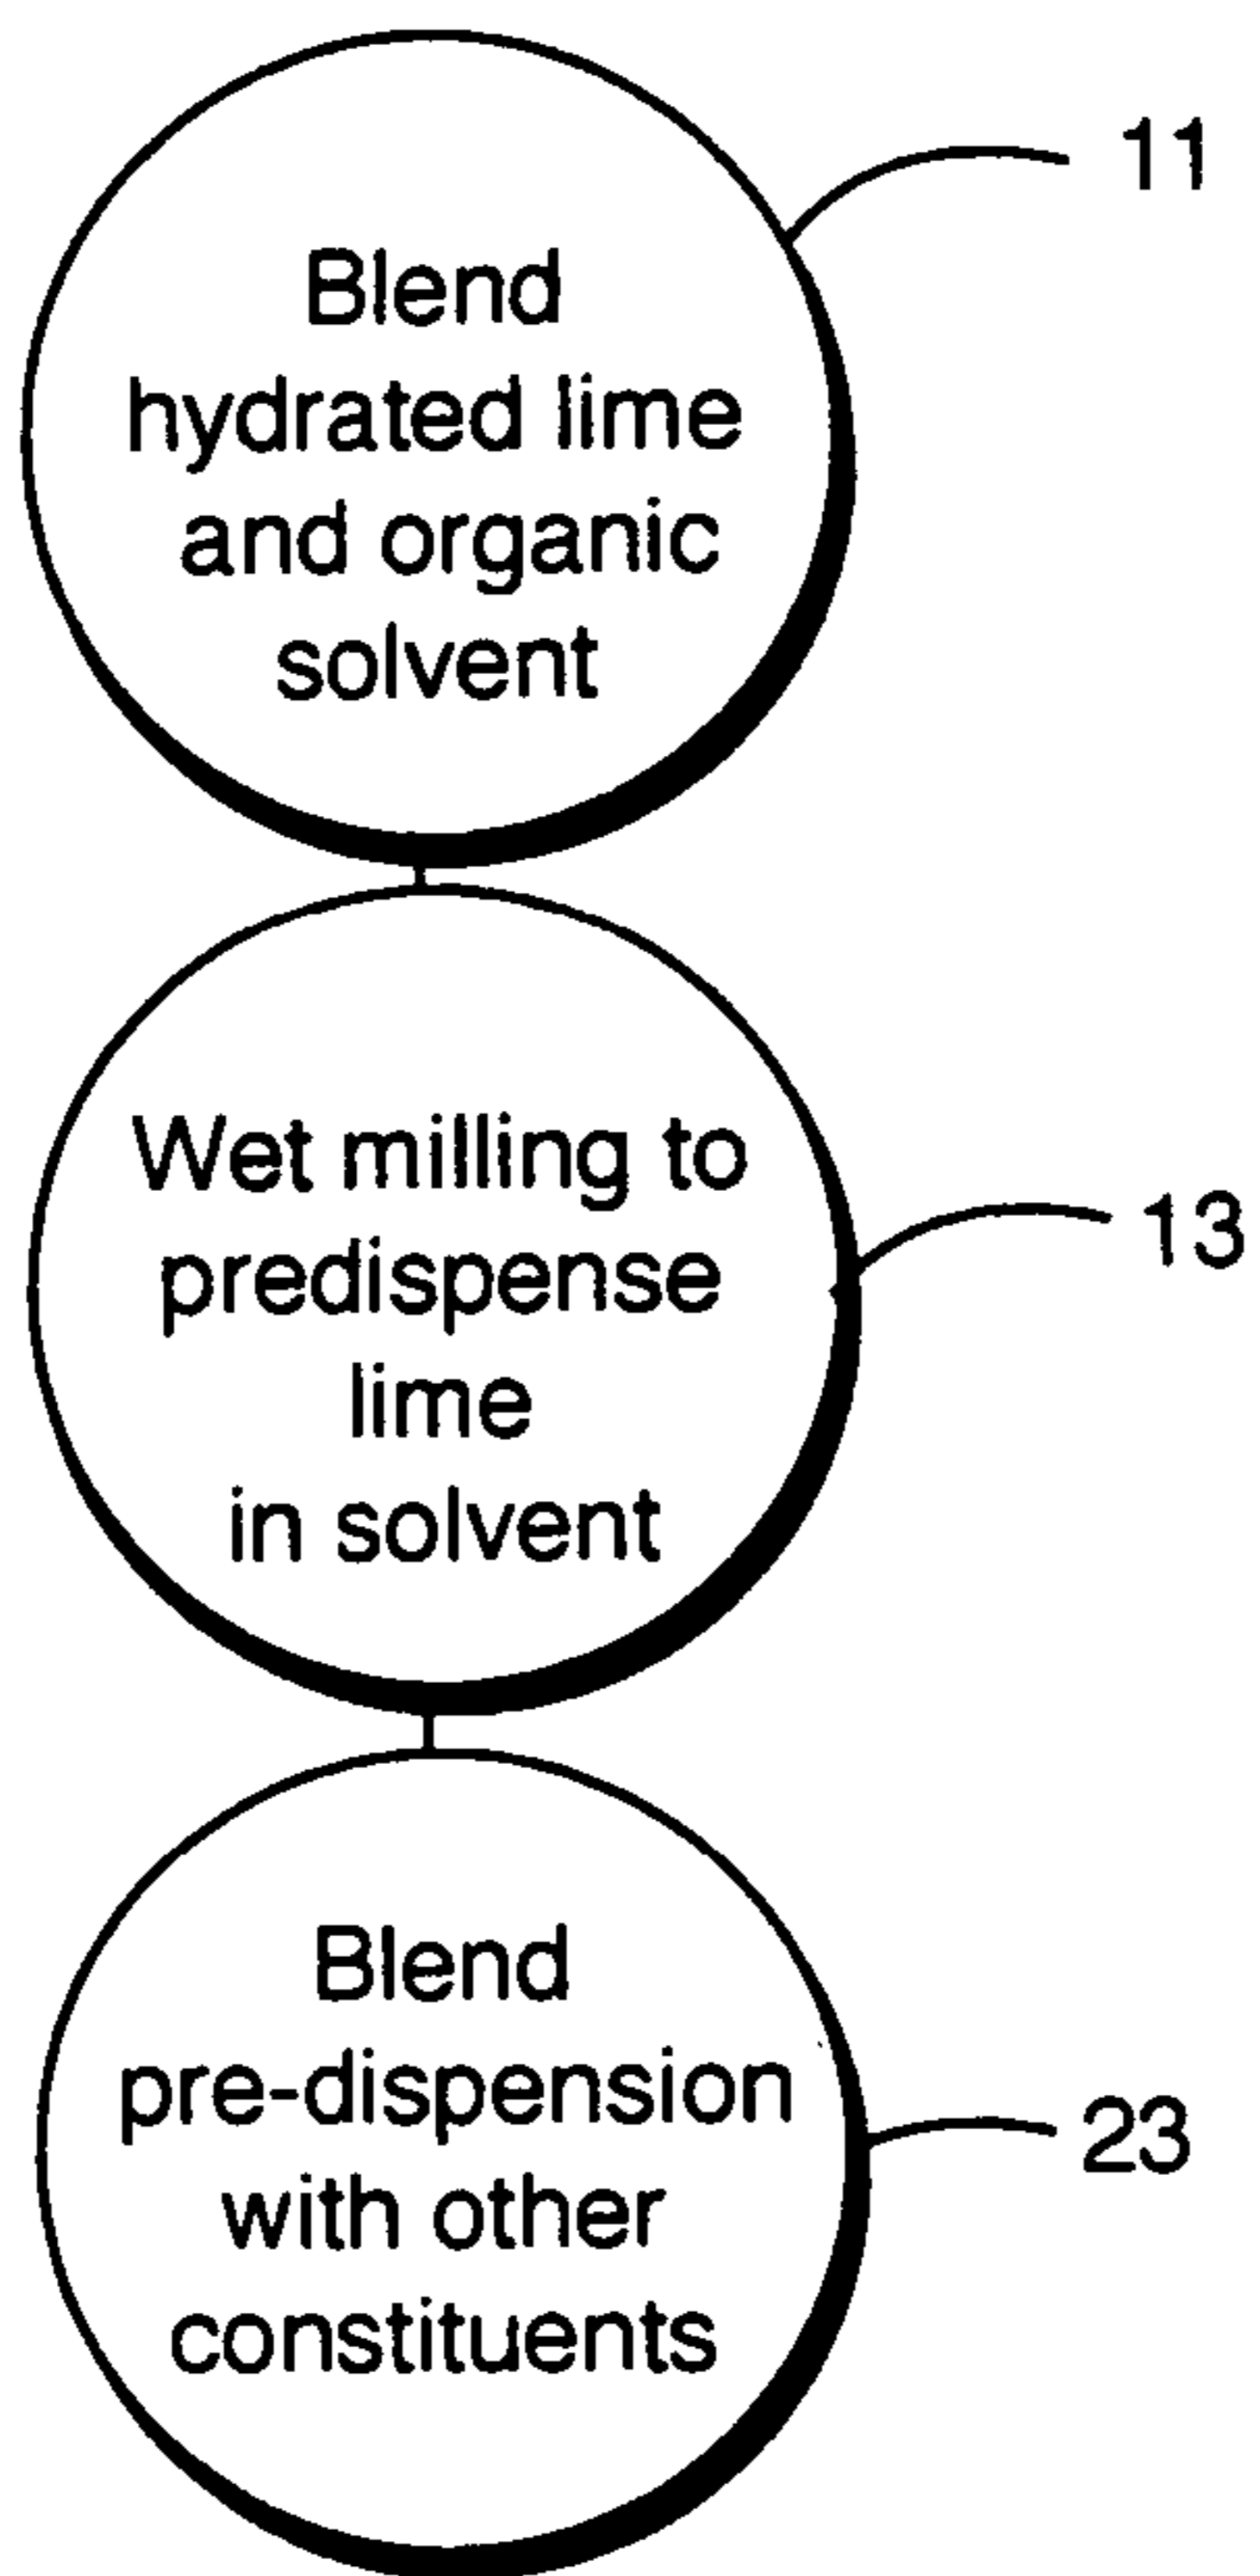 11
Blend
hydrated lime
and organic
solvent
Wet milling to
predispense
lime
in solvent
13
Blend
pre-dispension
with other
constituents
23